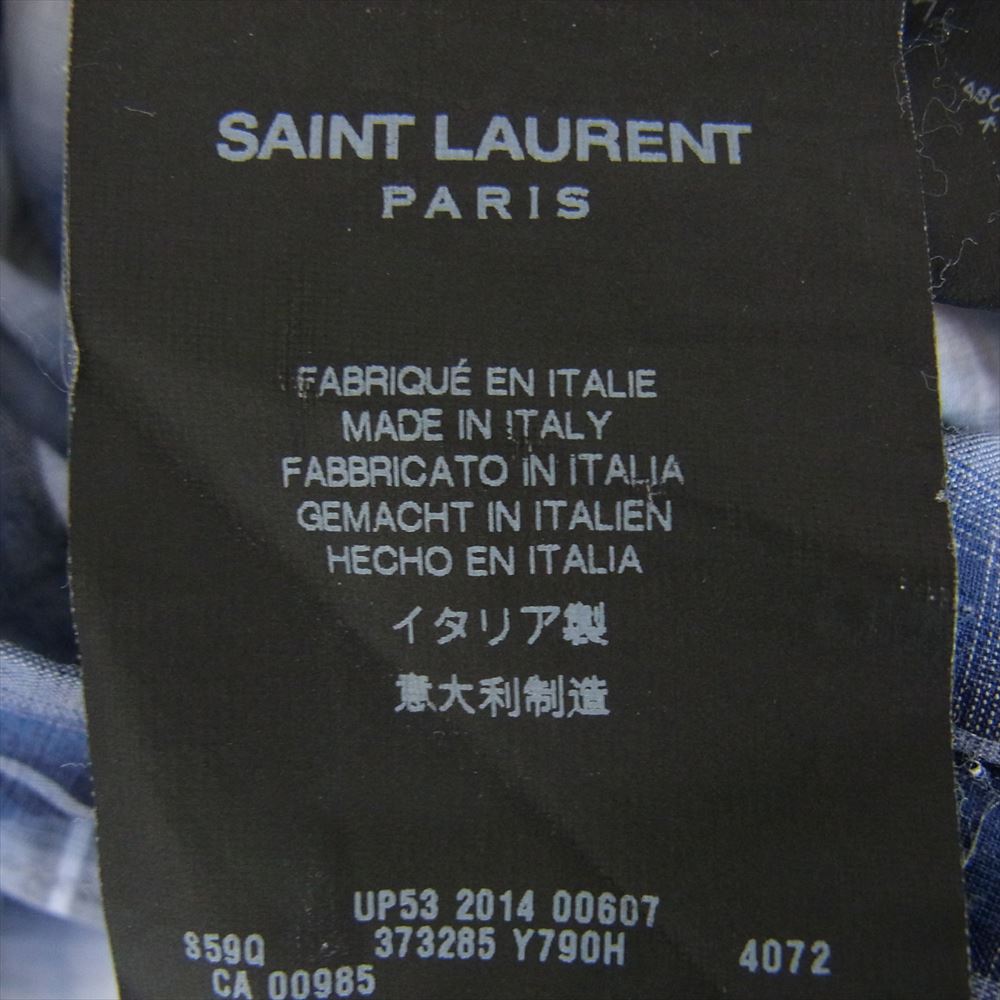 SAINT LAURENT
PARIS
FABRIQUÉ EN ITALIE
MADE IN ITALY
FABBRICATO IN ITALIA
GEMACHT IN ITALIEN
HECHO EN ITALIA
イタリア製
意大利制造
UP53 2014 00607
859Q 373285 Y790H 4072
CA 00985